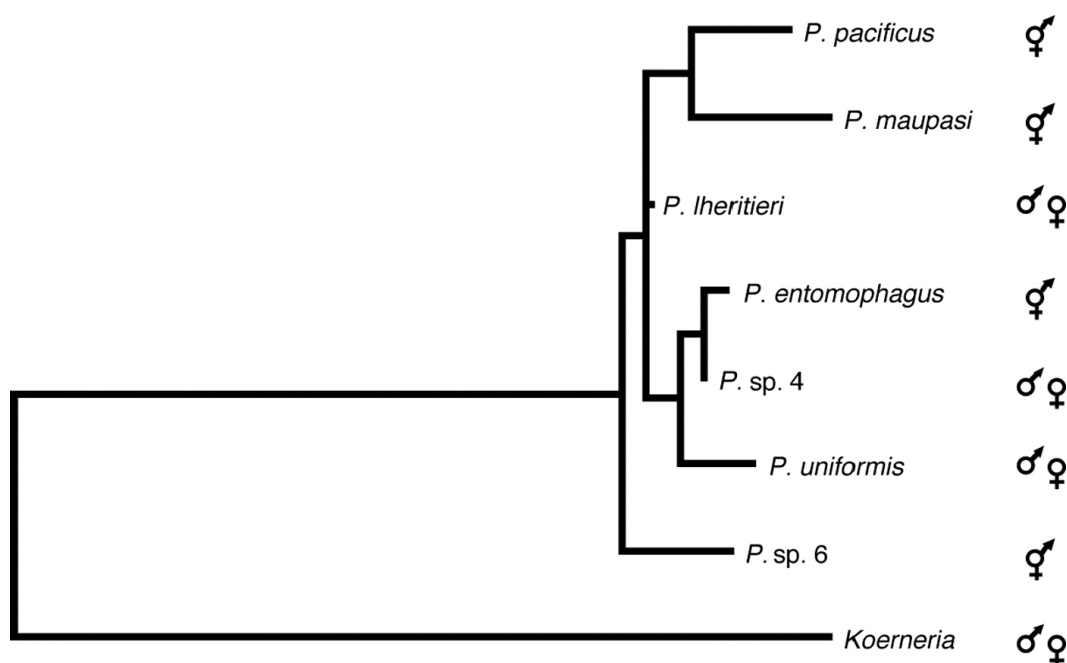 P. pacificus
P. maupasi
P. lheritieri
P. entomophagus
P. sp. 4
P. uniformis
P. sp. 6
Koerneria